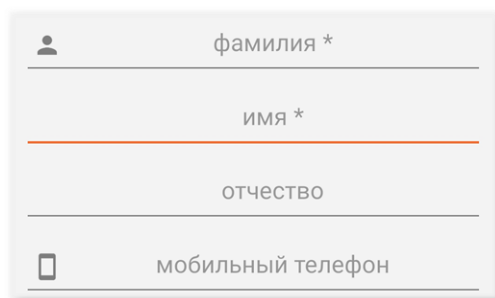 фамилия *
имя *
отчество
мобильный телефон